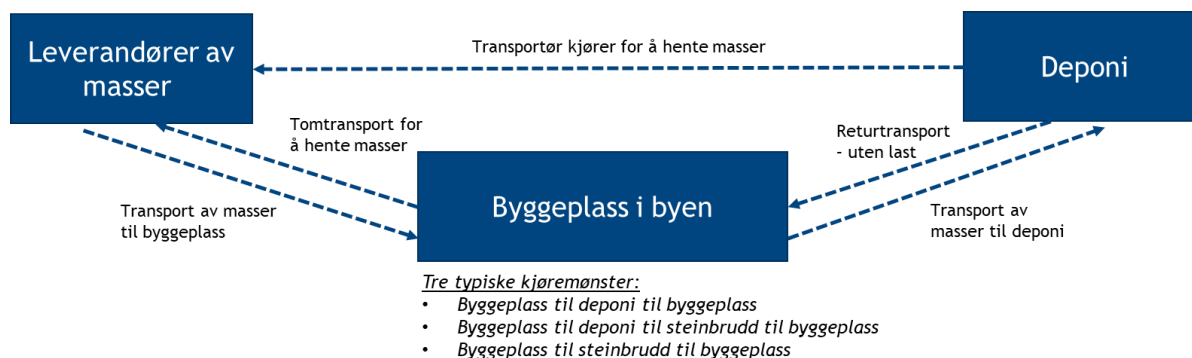 Leverandører av
masser
Transportør kjører for å hente masser
Deponi
Tomtransport for
å hente masser
Returtransport
- uten last
Transport av masser
til byggeplass
Byggeplass i byen
Transport av
masser til deponi
Tre typiske kjøremønster:
• Byggeplass til deponi til byggeplass
• Byggeplass til deponi til steinbrudd til byggeplass
• Byggeplass til steinbrudd til byggeplass